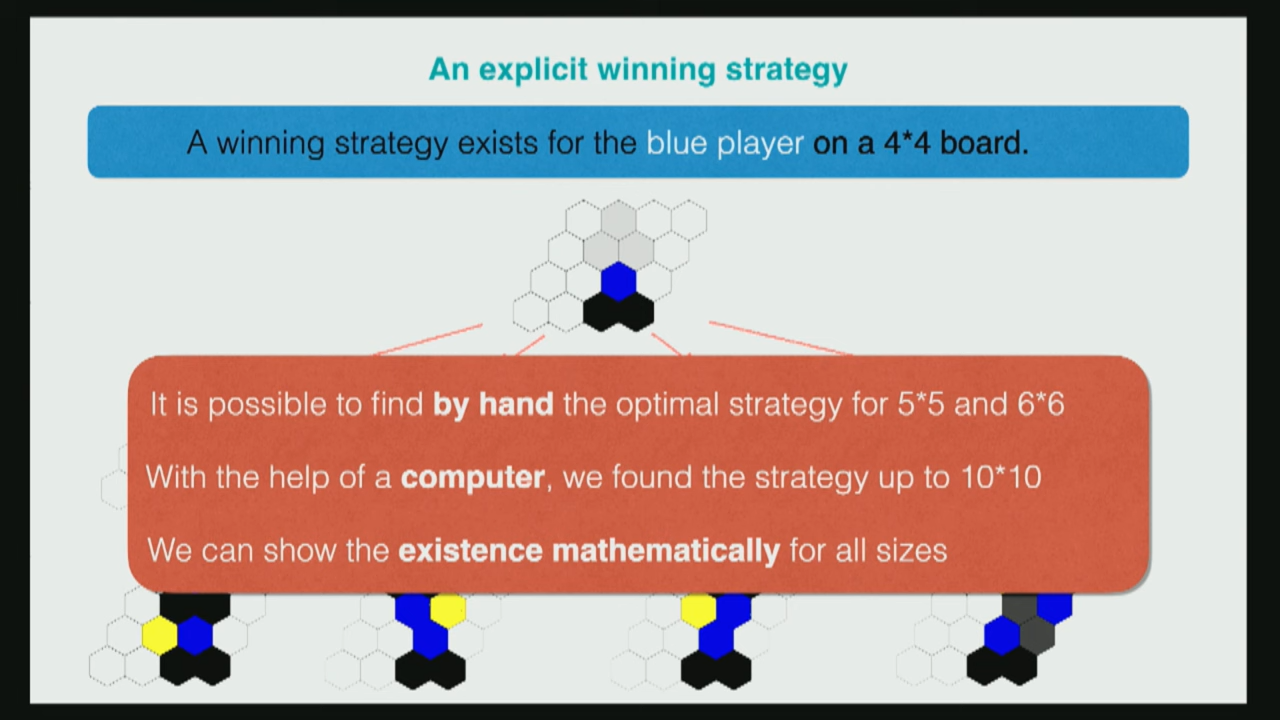 An explicit winning strategy
A winning strategy exists for the blue player on a 4*4 board.
It is possible to find by hand the optimal strategy for 5*5 and 6*6
With the help of a computer, we found the strategy up to 10*10
We can show the existence mathematically for all sizes